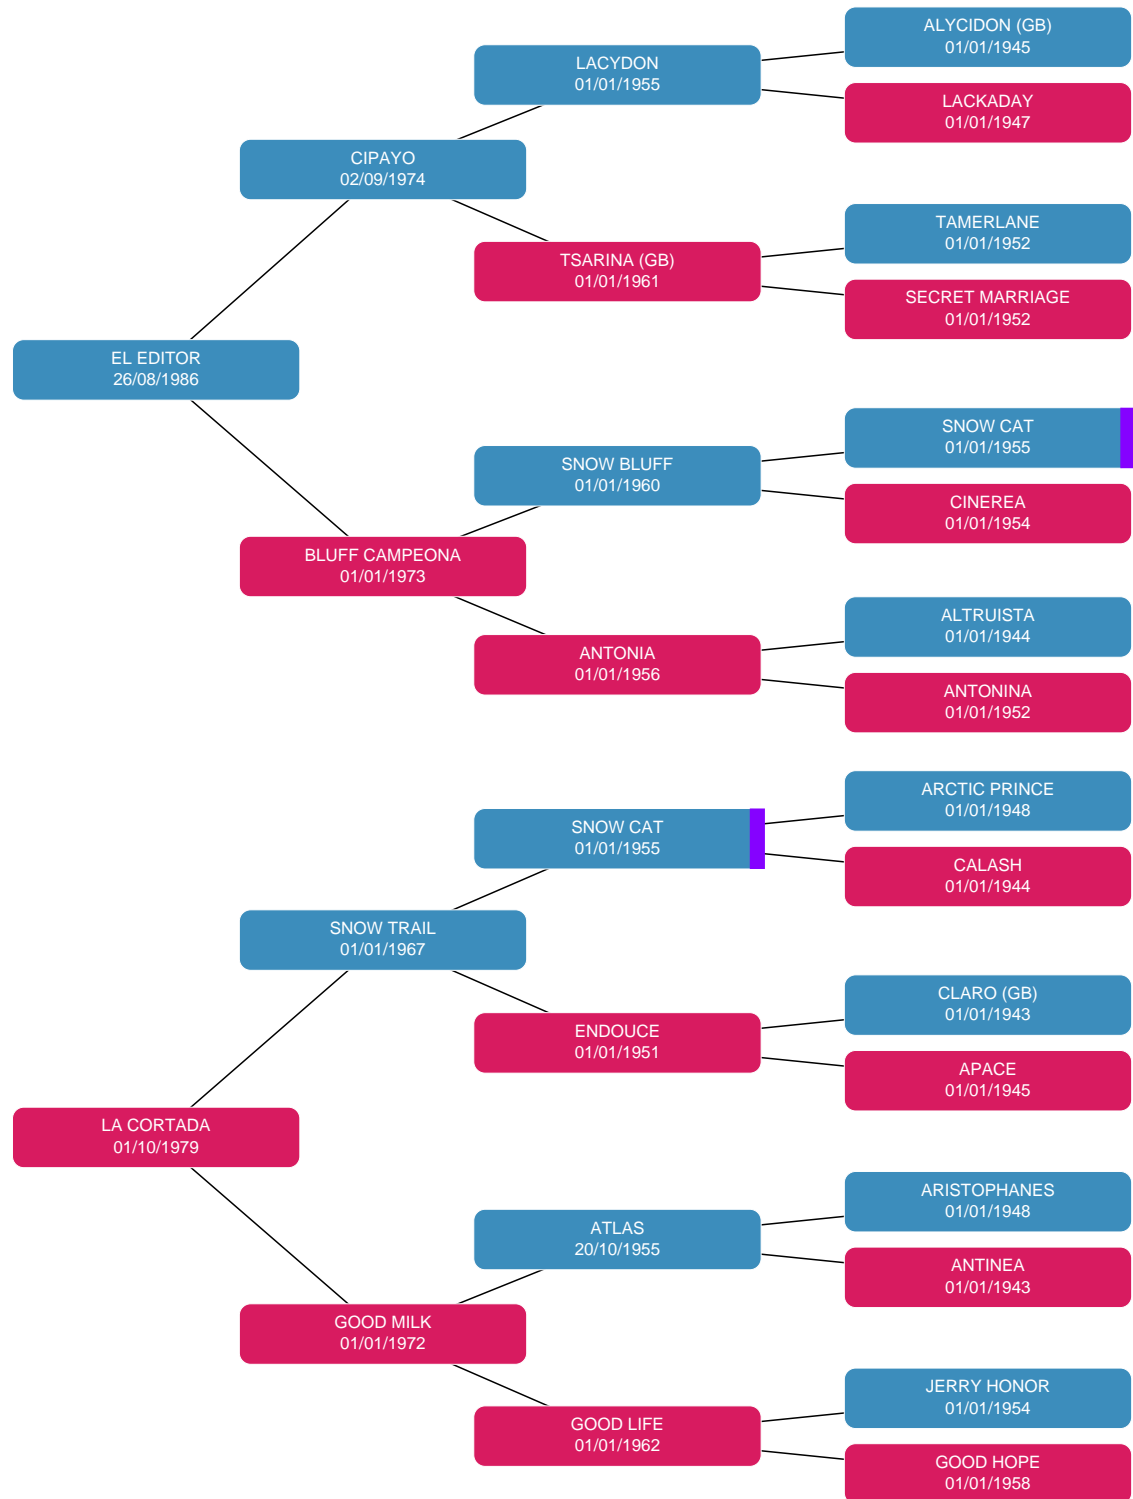 ALYCIDON (GB)
01/01/1945
LACYDON
01/01/1955
LACKADAY
01/01/1947
CIPAYO
02/09/1974
TAMERLANE
01/01/1952
TSARINA (GB)
01/01/1961
SECRET MARRIAGE
01/01/1952
EL EDITOR
26/08/1986
SNOW CAT
01/01/1955
SNOW BLUFF
01/01/1960
CINEREA
01/01/1954
BLUFF CAMPEONA
01/01/1973
ALTRUISTA
01/01/1944
ANTONIA
01/01/1956
ANTONINA
01/01/1952
ARCTIC PRINCE
01/01/1948
SNOW CAT
01/01/1955
CALASH
01/01/1944
SNOW TRAIL
01/01/1967
CLARO (GB)
01/01/1943
ENDOUCE
01/01/1951
APACE
01/01/1945
LA CORTADA
01/10/1979
ARISTOPHANES
01/01/1948
ATLAS
20/10/1955
ANTINEA
01/01/1943
GOOD MILK
01/01/1972
JERRY HONOR
01/01/1954
GOOD LIFE
01/01/1962
GOOD HOPE
01/01/1958